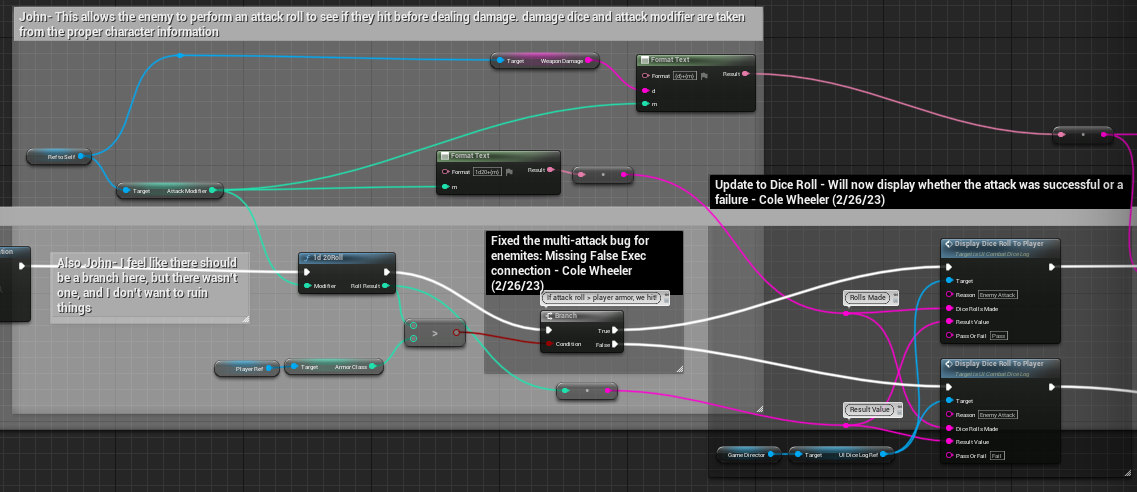 John- This allows the enemy to perform an attack roll to see if they hit before dealing damage. damage dice and attack modifier are taken
from the proper character information
Target WeaponDamage
Format Text
Format {d}+{m} Result
d
m
Ref to Self
Target AttackModifier
Format Text
Format 1d20+{m} Result
m
Update to Dice Roll - Will now display whether the attack was successful or a
failure - Cole Wheeler (2/26/23)
Also John- I feel like there should
be a branch here, but there wasn't
one, and I don't want to ruin
things
1d 20Roll
Modifier Roll Result
Fixed the multi-attack bug for
enemites: Missing False Exec
connection - Cole Wheeler
(2/26/23)
If attack roll > player armor, we hit!
Branch
True
Condition False
>
PlayerRef
Target ArmorClass
Rolls Made
Result Value
Display Dice Roll To Player
Target is UI Combat Dice Log
Target
Reason Enemy Attack
Dice Rolls Made
Result Value
Pass Or Fail Pass
Display Dice Roll To Player
Target is UI Combat Dice Log
Target
Reason Enemy Attack
Dice Rolls Made
Result Value
Pass Or Fail Fail
Game Director
Target UI Dice Log Ref